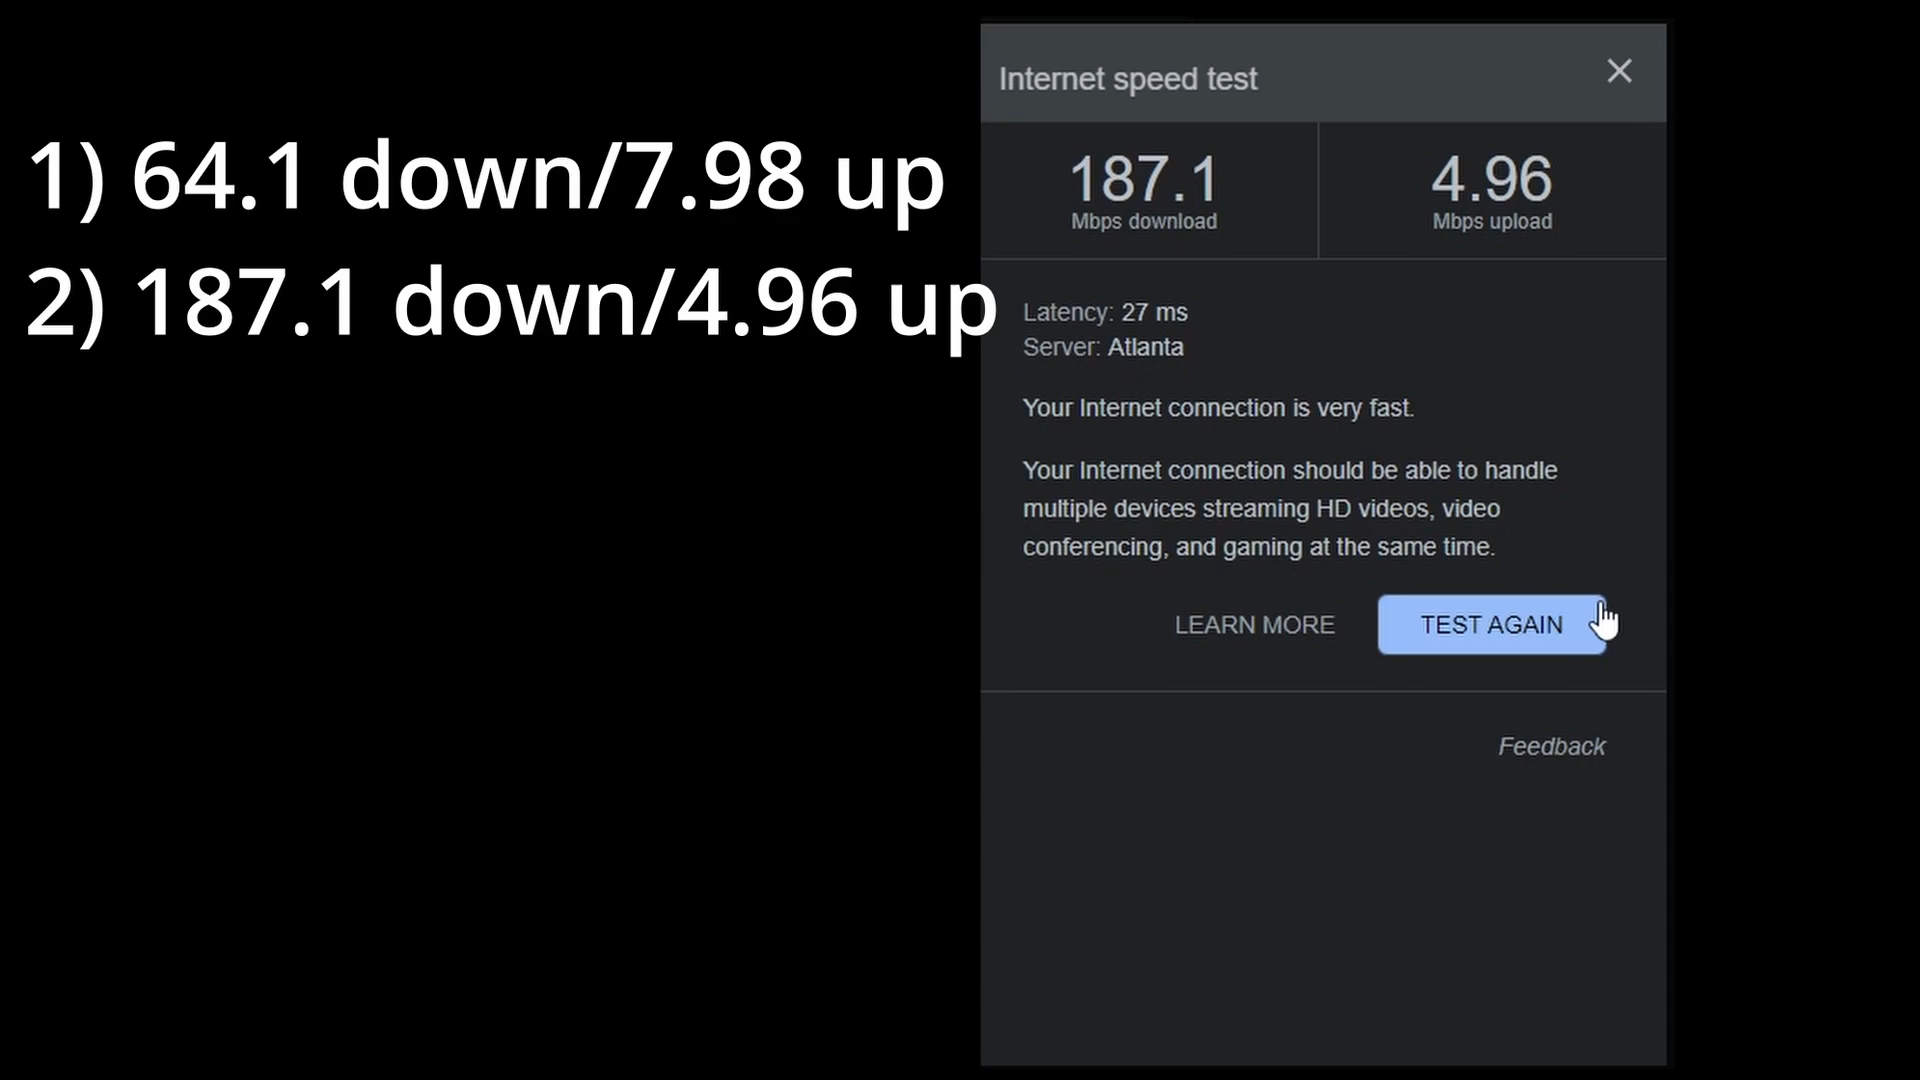 1) 64.1 down/7.98 up
2) 187.1 down/4.96 up
Internet speed test
187.1
Mbps download
4.96
Mbps upload
Latency: 27 ms
Server: Atlanta
Your Internet connection is very fast.
Your Internet connection should be able to handle
multiple devices streaming HD videos, video
conferencing, and gaming at the same time.
LEARN MORE
TEST AGAIN
Feedback